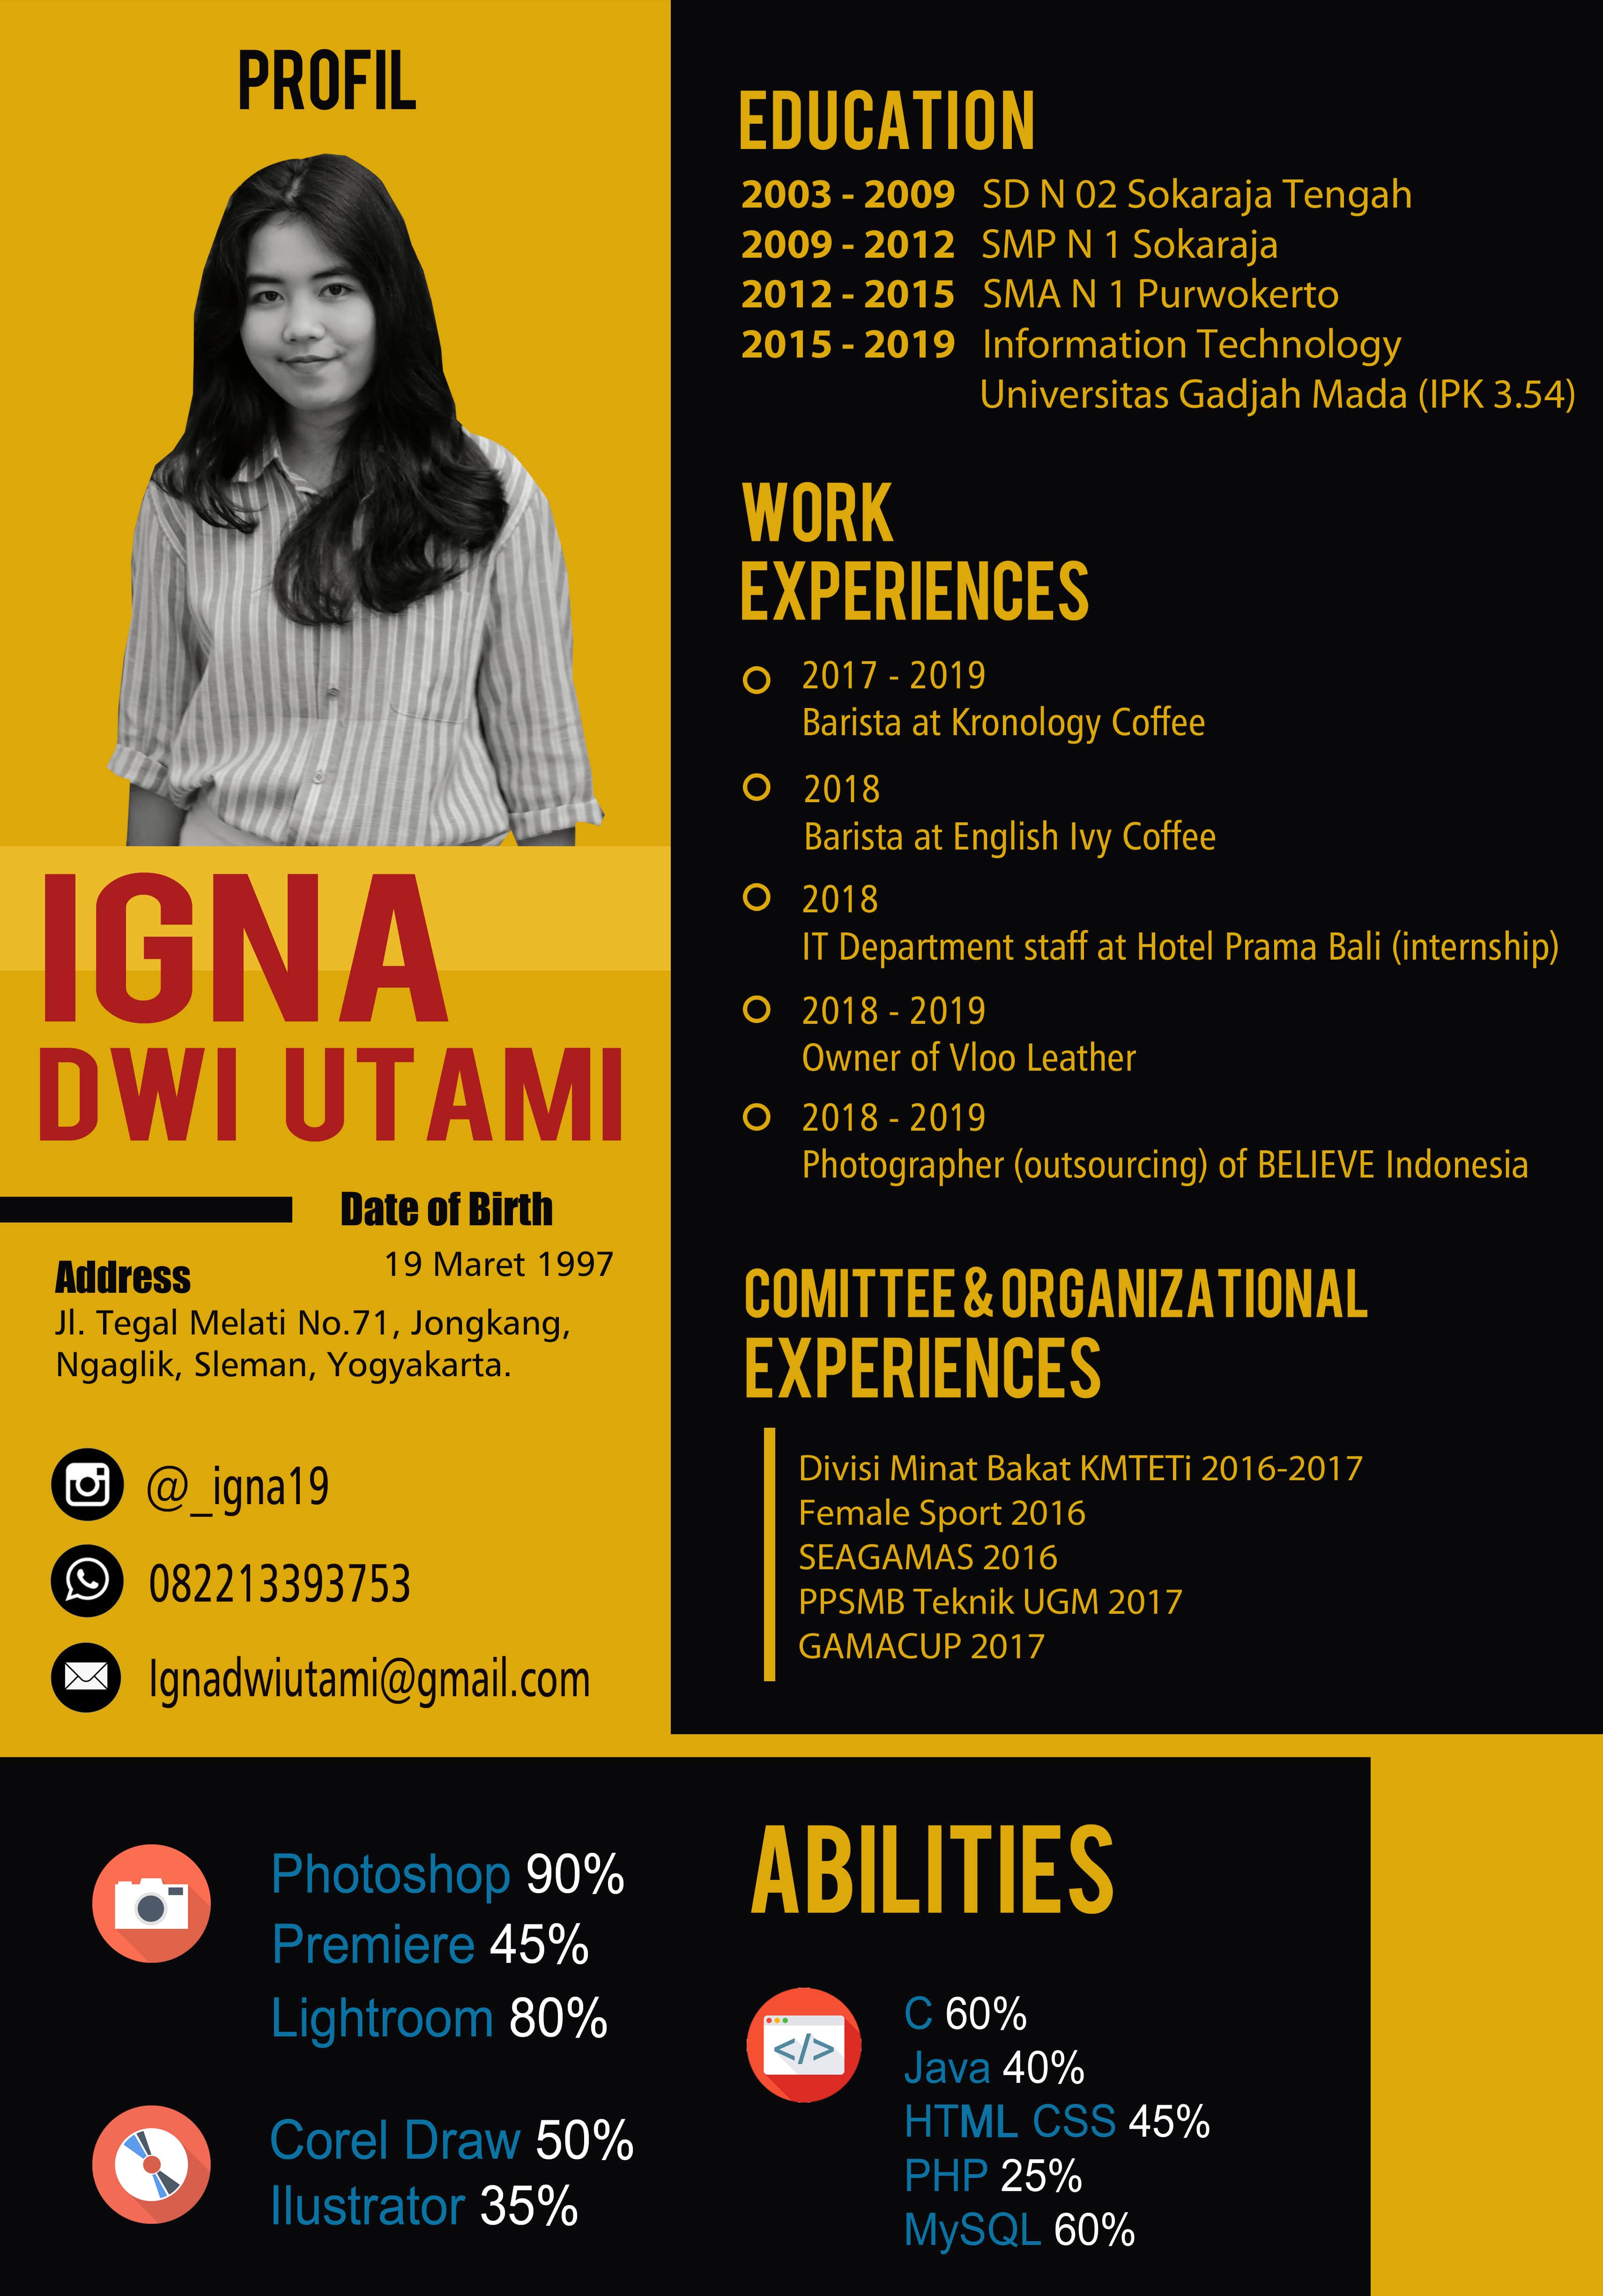 PROFIL
IGNA
DWI UTAMI
Date of Birth
19 Maret 1997
Address
Jl. Tegal Melati No.71, Jongkang,
Ngaglik, Sleman, Yogyakarta.
@_igna19
082213393753
Ignadwiutami@gmail.com
EDUCATION
2003 - 2009 SD N 02 Sokaraja Tengah
2009 - 2012 SMP N 1 Sokaraja
2012 - 2015 SMA N 1 Purwokerto
2015 - 2019 Information Technology
Universitas Gadjah Mada (IPK 3.54)
WORK
EXPERIENCES
2017 - 2019
Barista at Kronology Coffee
2018
Barista at English Ivy Coffee
2018
IT Department staff at Hotel Prama Bali (internship)
2018 - 2019
Owner of Vloo Leather
2018 - 2019
Photographer (outsourcing) of BELIEVE Indonesia
COMITTEE & ORGANIZATIONAL
EXPERIENCES
Divisi Minat Bakat KMTETi 2016-2017
Female Sport 2016
SEAGAMAS 2016
PPSMB Teknik UGM 2017
GAMACUP 2017
ABILITIES
Photoshop 90%
Premiere 45%
Lightroom 80%
Corel Draw 50%
Ilustrator 35%
</>
C 60%
Java 40%
HTML CSS 45%
PHP 25%
MySQL 60%